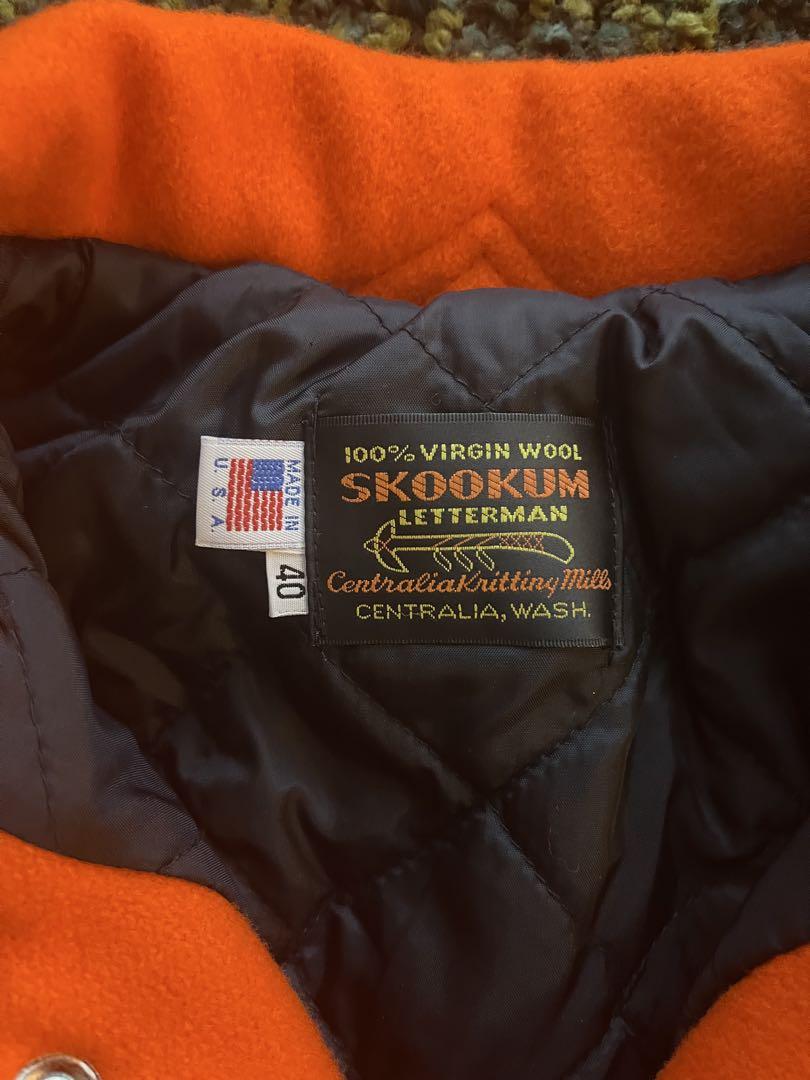 100% VIRGIN WOOL
SKOOKUM
LETTERMAN
Centralia Knitting Mills
CENTRALIA, WASH.
MADE IN
U. S. A.
40